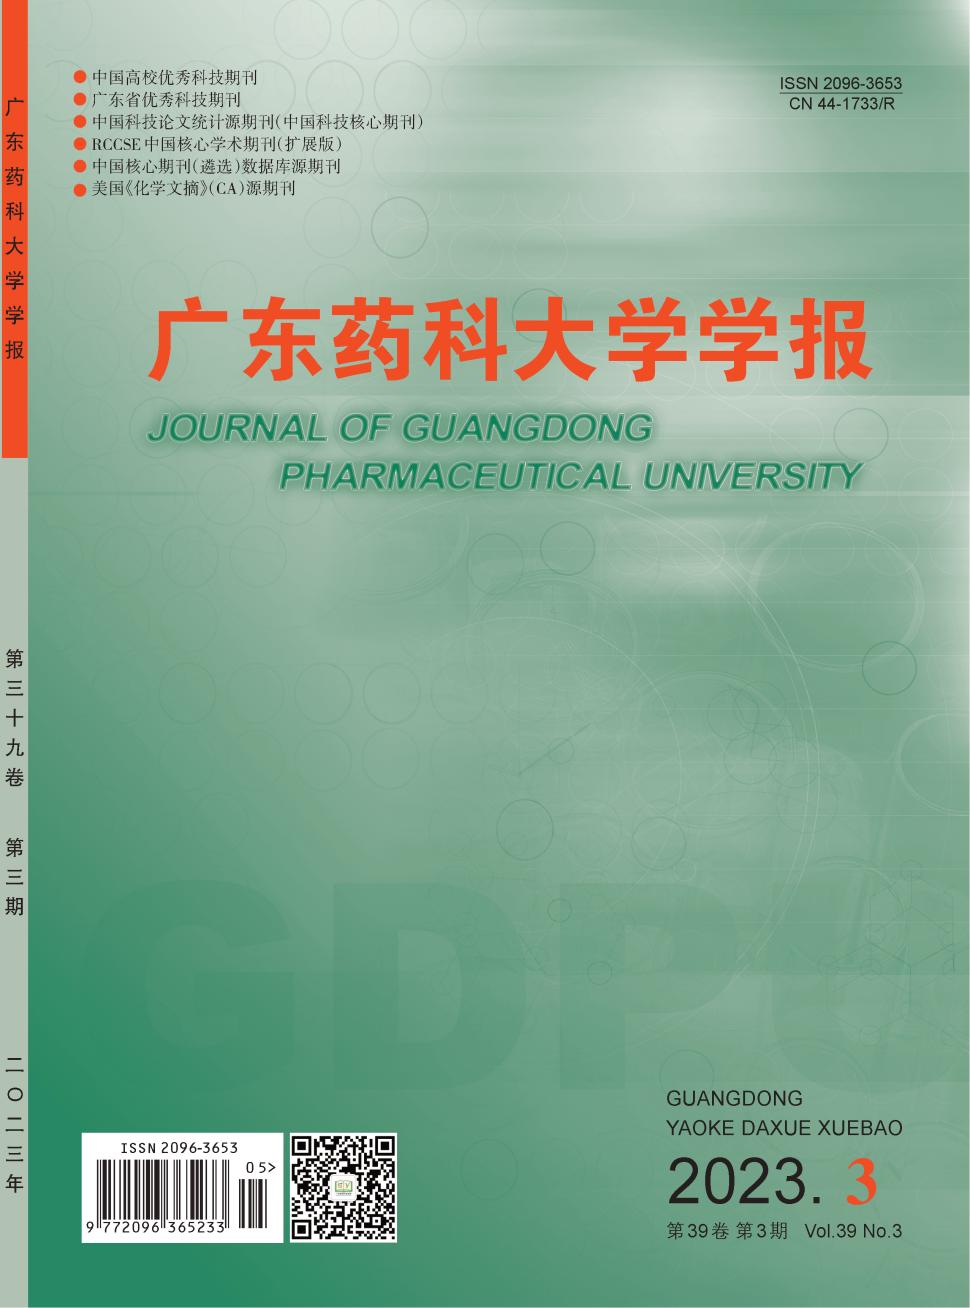 中国高校优秀科技期刊
广东省优秀科技期刊
中国科技论文统计源期刊(中国科技核心期刊)
RCCSE中国核心学术期刊(扩展版)
中国核心期刊(遴选)数据库源期刊
美国《化学文摘》(CA)源期刊
ISSN 2096-3653
CN 44-1733/R
广东药科大学学报
JOURNAL OF GUANGDONG
PHARMACEUTICAL UNIVERSITY
广东药科大学学报
第三十九卷 第三期
二〇二三年
GDPU
ISSN 2096-3653
05>
9 772096 365233
GUANGDONG
YAOKE DAXUE XUEBAO
2023. 3
第39卷 第3期 Vol.39 No.3